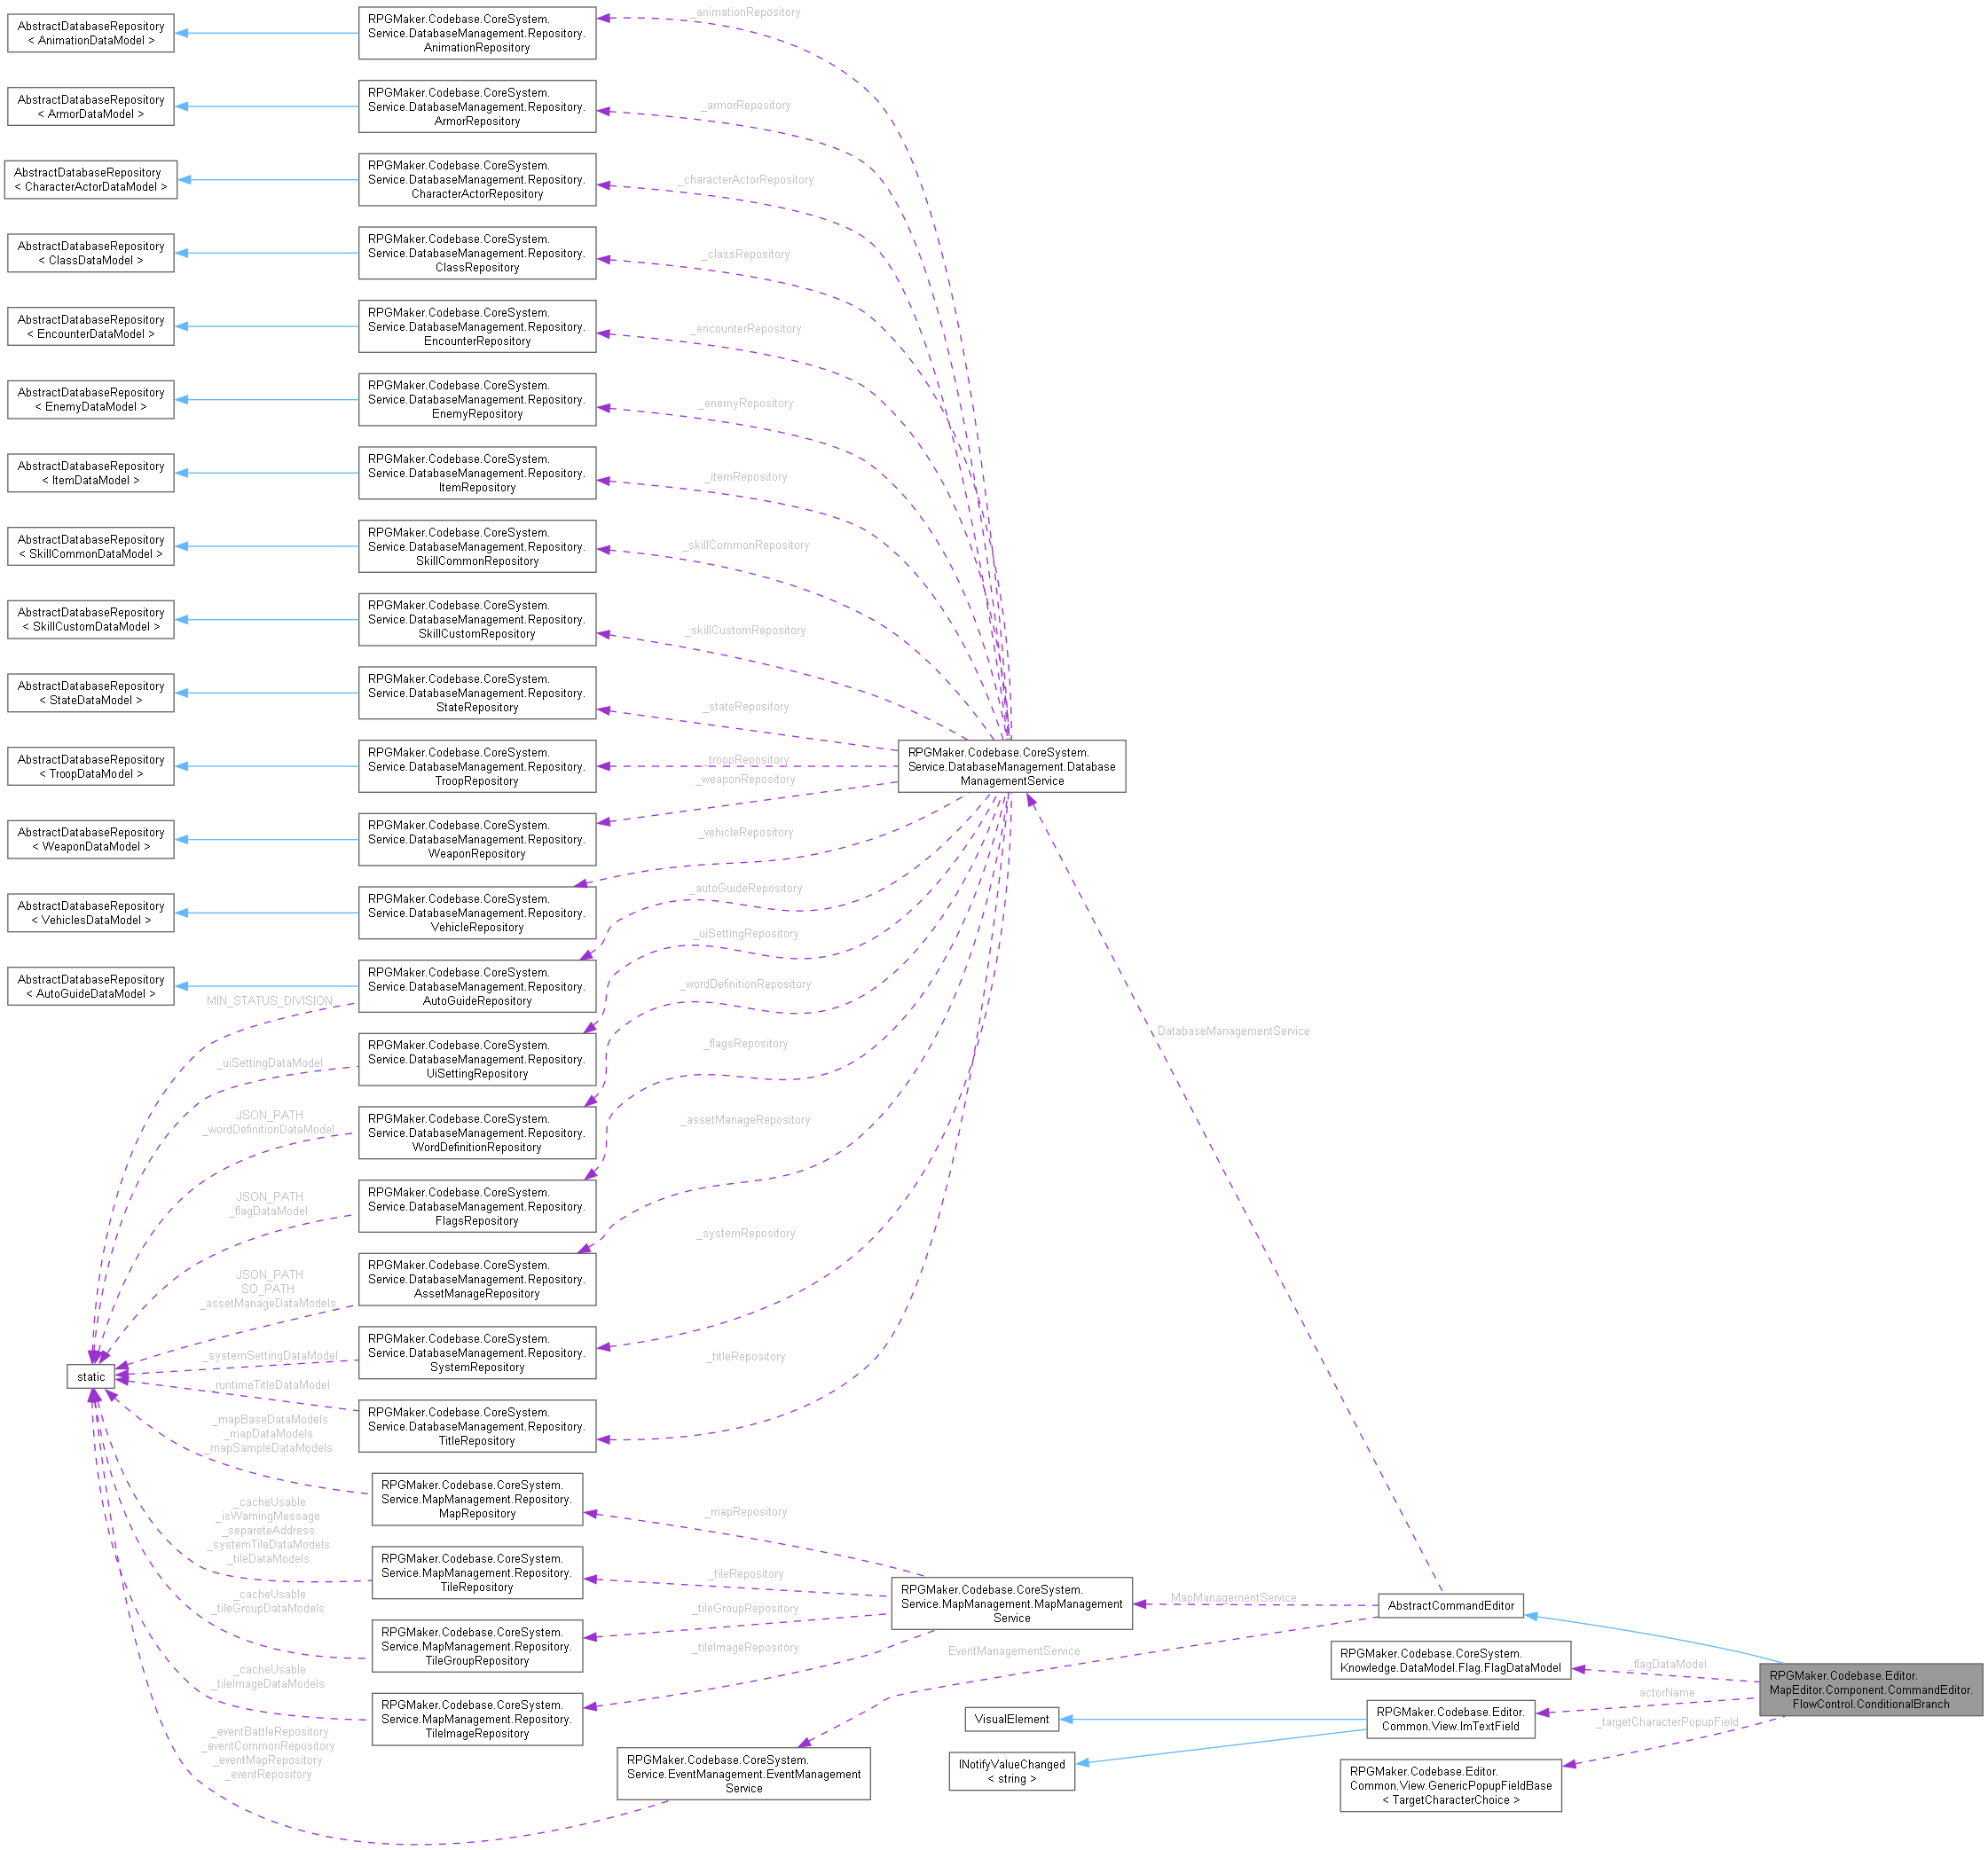 AbstractDatabaseRepository
< AnimationDataModel >
RPGMaker.Codebase.CoreSystem.
Service.DatabaseManagement.Repository.
AnimationRepository
_animationRepository
AbstractDatabaseRepository
< ArmorDataModel >
RPGMaker.Codebase.CoreSystem.
Service.DatabaseManagement.Repository.
ArmorRepository
_armorRepository
AbstractDatabaseRepository
< CharacterActorDataModel >
RPGMaker.Codebase.CoreSystem.
Service.DatabaseManagement.Repository.
CharacterActorRepository
_characterActorRepository
AbstractDatabaseRepository
< ClassDataModel >
RPGMaker.Codebase.CoreSystem.
Service.DatabaseManagement.Repository.
ClassRepository
_classRepository
AbstractDatabaseRepository
< EncounterDataModel >
RPGMaker.Codebase.CoreSystem.
Service.DatabaseManagement.Repository.
EncounterRepository
_encounterRepository
AbstractDatabaseRepository
< EnemyDataModel >
RPGMaker.Codebase.CoreSystem.
Service.DatabaseManagement.Repository.
EnemyRepository
_enemyRepository
AbstractDatabaseRepository
< ItemDataModel >
RPGMaker.Codebase.CoreSystem.
Service.DatabaseManagement.Repository.
ItemRepository
_itemRepository
AbstractDatabaseRepository
< SkillCommonDataModel >
RPGMaker.Codebase.CoreSystem.
Service.DatabaseManagement.Repository.
SkillCommonRepository
_skillCommonRepository
AbstractDatabaseRepository
< SkillCustomDataModel >
RPGMaker.Codebase.CoreSystem.
Service.DatabaseManagement.Repository.
SkillCustomRepository
_skillCustomRepository
AbstractDatabaseRepository
< StateDataModel >
RPGMaker.Codebase.CoreSystem.
Service.DatabaseManagement.Repository.
StateRepository
_stateRepository
AbstractDatabaseRepository
< TroopDataModel >
RPGMaker.Codebase.CoreSystem.
Service.DatabaseManagement.Repository.
TroopRepository
_troopRepository
RPGMaker.Codebase.CoreSystem.
Service.DatabaseManagement.Database
ManagementService
_weaponRepository
AbstractDatabaseRepository
< WeaponDataModel >
RPGMaker.Codebase.CoreSystem.
Service.DatabaseManagement.Repository.
WeaponRepository
_vehicleRepository
AbstractDatabaseRepository
< VehiclesDataModel >
RPGMaker.Codebase.CoreSystem.
Service.DatabaseManagement.Repository.
VehicleRepository
_autoGuideRepository
_uiSettingRepository
AbstractDatabaseRepository
< AutoGuideDataModel >
RPGMaker.Codebase.CoreSystem.
Service.DatabaseManagement.Repository.
AutoGuideRepository
_wordDefinitionRepository
MIN_STATUS_DIVISION
DatabaseManagementService
RPGMaker.Codebase.CoreSystem.
Service.DatabaseManagement.Repository.
UiSettingRepository
_flagsRepository
_uiSettingDataModel
RPGMaker.Codebase.CoreSystem.
Service.DatabaseManagement.Repository.
WordDefinitionRepository
_assetManageRepository
JSON_PATH
_wordDefinitionDataModel
RPGMaker.Codebase.CoreSystem.
Service.DatabaseManagement.Repository.
FlagsRepository
_systemRepository
JSON_PATH
_flagDataModel
RPGMaker.Codebase.CoreSystem.
Service.DatabaseManagement.Repository.
AssetManageRepository
JSON_PATH
SO_PATH
_assetManageDataModels
RPGMaker.Codebase.CoreSystem.
Service.DatabaseManagement.Repository.
SystemRepository
_titleRepository
_systemSettingDataModel
static
_runtimeTitleDataModel
RPGMaker.Codebase.CoreSystem.
Service.DatabaseManagement.Repository.
TitleRepository
_mapBaseDataModels
_mapDataModels
_mapSampleDataModels
RPGMaker.Codebase.CoreSystem.
Service.MapManagement.Repository.
MapRepository
_mapRepository
_cacheUsable
_isWarningMessage
_separeteAddress
_systemTileDataModels
_tileDataModels
RPGMaker.Codebase.CoreSystem.
Service.MapManagement.Repository.
TileRepository
_tileRepository
RPGMaker.Codebase.CoreSystem.
Service.MapManagement.MapManagement
Service
MapManagementService
AbstractCommandEditor
_cacheUsable
_tileGroupDataModels
RPGMaker.Codebase.CoreSystem.
Service.MapManagement.Repository.
TileGroupRepository
_tileGroupRepository
_tileImageRepository
EventManagementService
RPGMaker.Codebase.CoreSystem.
Knowledge.DataModel.Flag.FlagDataModel
_flagDataModel
RPGMaker.Codebase.Editor.
MapEditor.Component.CommandEditor.
FlowControl.ConditionalBranch
_cacheUsable
_tileImageDataModels
RPGMaker.Codebase.CoreSystem.
Service.MapManagement.Repository.
TileImageRepository
VisualElement
RPGMaker.Codebase.Editor.
Common.View.ImTextField
actorName
_targetCharacterPopupField
_eventBattleRepository
_eventCommonRepository
_eventMapRepository
_eventRepository
RPGMaker.Codebase.CoreSystem.
Service.EventManagement.EventManagement
Service
INotifyValueChanged
< string >
RPGMaker.Codebase.Editor.
Common.View.GenericPopupFieldBase
< TargetCharacterChoice >